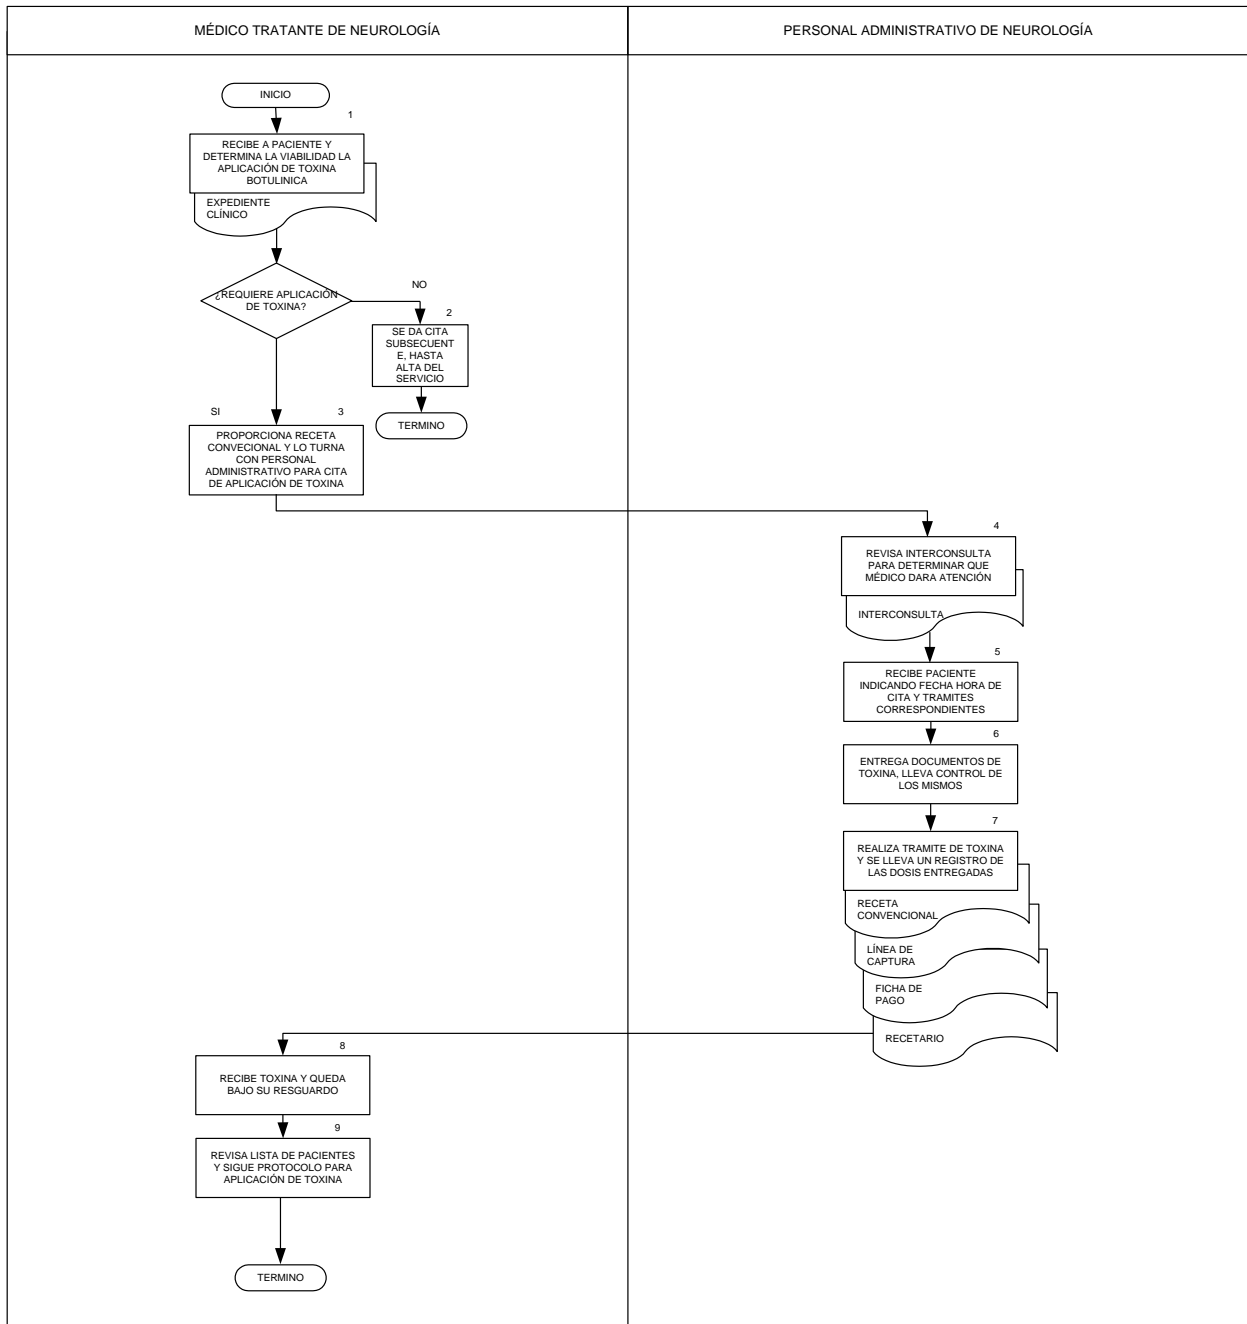 MÉDICO TRATANTE DE NEUROLOGÍA
PERSONAL ADMINISTRATIVO DE NEUROLOGÍA
INICIO
1
RECIBE A PACIENTE Y
DETERMINA LA VIABILIDAD LA
APLICACIÓN DE TOXINA
BOTULINICA
EXPEDIENTE
CLÍNICO
¿REQUIERE APLICACIÓN
DE TOXINA?
NO
2
SE DA CITA
SUBSECUENT
E, HASTA
ALTA DEL
SERVICIO
TERMINO
SI
3
PROPORCIONA RECETA
CONVECIONAL Y LO TURNA
CON PERSONAL
ADMINISTRATIVO PARA CITA
DE APLICACIÓN DE TOXINA
4
REVISA INTERCONSULTA
PARA DETERMINAR QUE
MÉDICO DARA ATENCIÓN
INTERCONSULTA
5
RECIBE PACIENTE
INDICANDO FECHA HORA DE
CITA Y TRAMITES
CORRESPONDIENTES
6
ENTREGA DOCUMENTOS DE
TOXINA, LLEVA CONTROL DE
LOS MISMOS
7
REALIZA TRAMITE DE TOXINA
Y SE LLEVA UN REGISTRO DE
LAS DOSIS ENTREGADAS
RECETA
CONVENCIONAL
LÍNEA DE
CAPTURA
FICHA DE
PAGO
RECETARIO
8
RECIBE TOXINA Y QUEDA
BAJO SU RESGUARDO
9
REVISA LISTA DE PACIENTES
Y SIGUE PROTOCOLO PARA
APLICACIÓN DE TOXINA
TERMINO